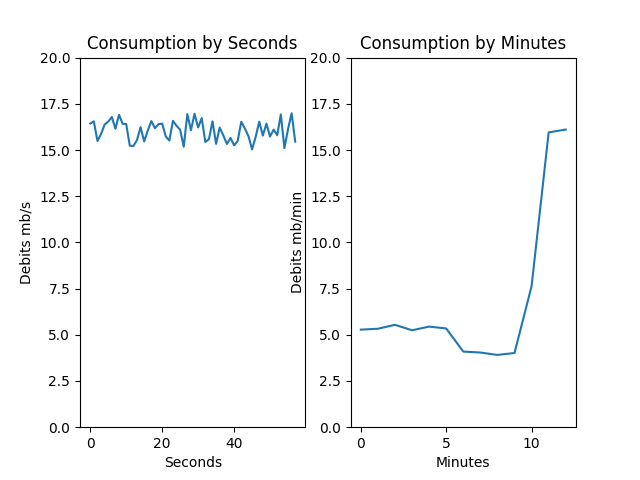 Consumption by Seconds
Debits mb/s
20.0
17.5
15.0
12.5
10.0
7.5
5.0
2.5
0.0
0 20 40
Seconds
Consumption by Minutes
Debits mb/min
20.0
17.5
15.0
12.5
10.0
7.5
5.0
2.5
0.0
0 5 10
Minutes